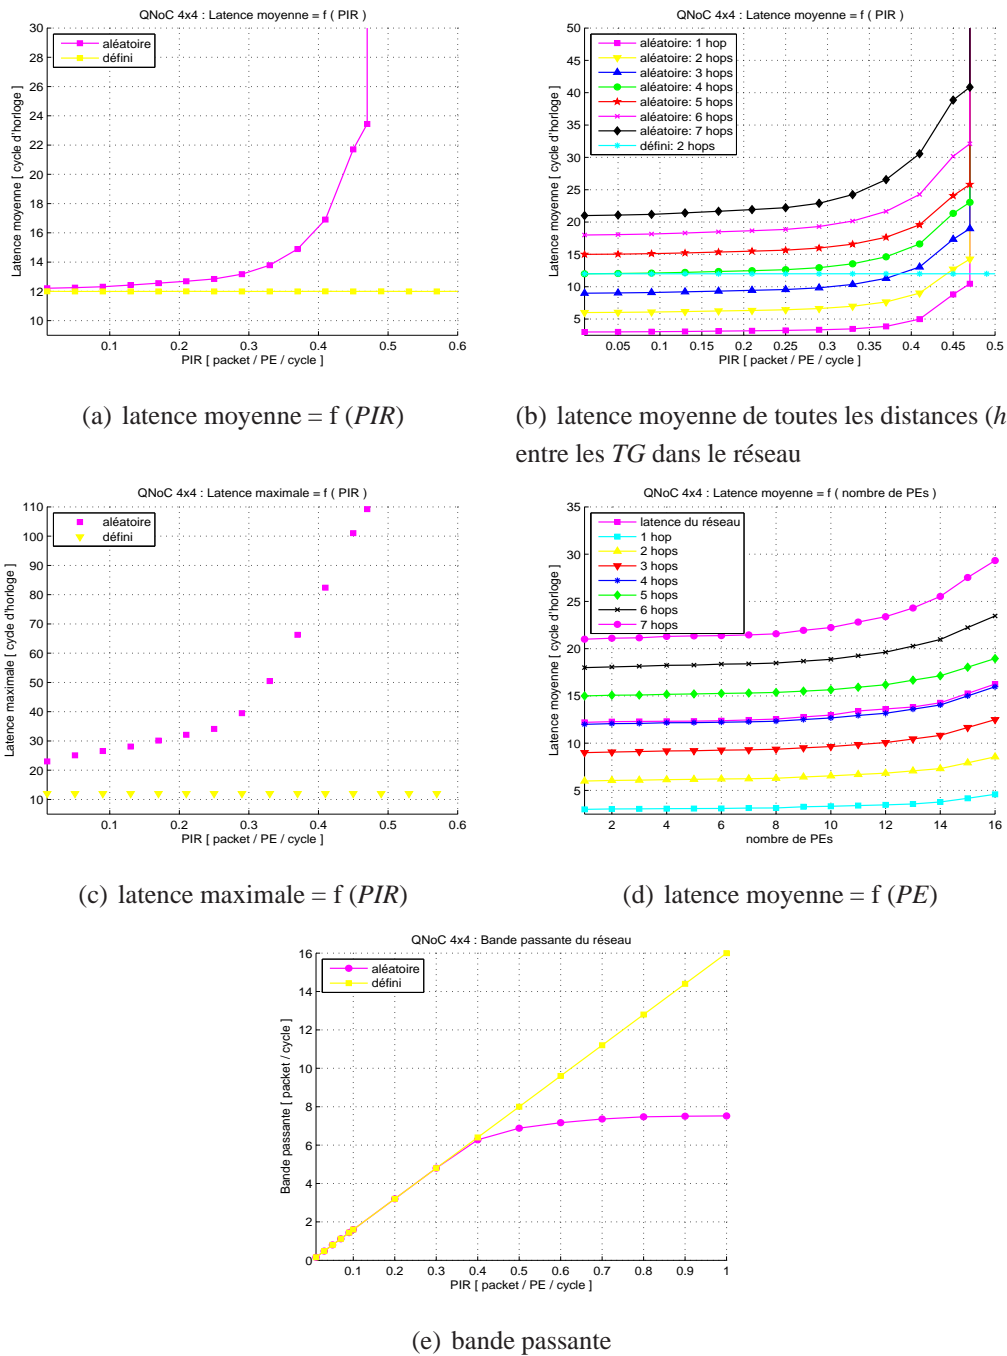 QNoC 4x4 : Latence moyenne = f ( PIR )
30
28
26
24
22
20
18
16
14
12
10
aléatoire
défini
Latence moyenne [ cycle d'horloge ]
0.1 0.2 0.3 0.4 0.5 0.6
PIR [ packet / PE / cycle ]
(a) latence moyenne = f (PIR)
QNoC 4x4 : Latence moyenne = f ( PIR )
50
45
40
35
30
25
20
15
10
5
aléatoire: 1 hop
aléatoire: 2 hops
aléatoire: 3 hops
aléatoire: 4 hops
aléatoire: 5 hops
aléatoire: 6 hops
aléatoire: 7 hops
défini: 2 hops
Latence moyenne [ cycle d'horloge ]
0.05 0.1 0.15 0.2 0.25 0.3 0.35 0.4 0.45 0.5
PIR [ packet / PE / cycle ]
(b) latence moyenne de toutes les distances (h
entre les TG dans le réseau
QNoC 4x4 : Latence maximale = f ( PIR )
110
100
90
80
70
60
50
40
30
20
10
aléatoire
défini
Latence maximale [ cycle d'horloge ]
0.1 0.2 0.3 0.4 0.5 0.6
PIR [ packet / PE / cycle ]
(c) latence maximale = f (PIR)
QNoC 4x4 : Latence moyenne = f ( nombre de PEs )
35
30
25
20
15
10
5
latence du réseau
1 hop
2 hops
3 hops
4 hops
5 hops
6 hops
7 hops
Latence moyenne [ cycle d'horloge ]
2 4 6 8 10 12 14 16
nombre de PEs
(d) latence moyenne = f (PE)
QNoC 4x4 : Bande passante du réseau
16
14
12
10
8
6
4
2
0
aléatoire
défini
Bande passante [ packet / cycle ]
0.1 0.2 0.3 0.4 0.5 0.6 0.7 0.8 0.9 1
PIR [ packet / PE / cycle ]
(e) bande passante